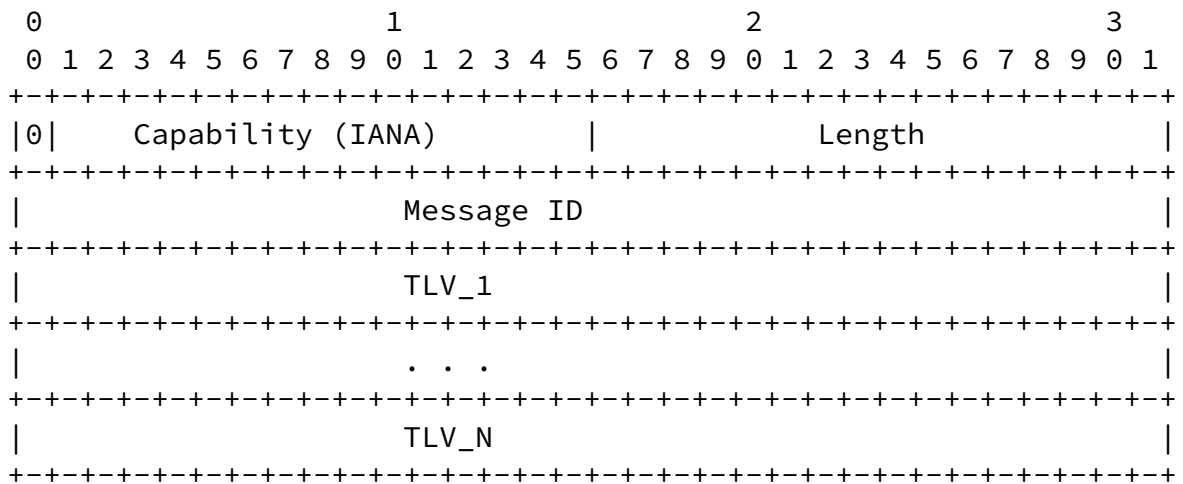 0                   1                   2                   3
 0 1 2 3 4 5 6 7 8 9 0 1 2 3 4 5 6 7 8 9 0 1 2 3 4 5 6 7 8 9 0 1
+-+-+-+-+-+-+-+-+-+-+-+-+-+-+-+-+-+-+-+-+-+-+-+-+-+-+-+-+-+-+-+-+
|0|    Capability (IANA)        |            Length             |
+-+-+-+-+-+-+-+-+-+-+-+-+-+-+-+-+-+-+-+-+-+-+-+-+-+-+-+-+-+-+-+-+
|                     Message ID                                |
+-+-+-+-+-+-+-+-+-+-+-+-+-+-+-+-+-+-+-+-+-+-+-+-+-+-+-+-+-+-+-+-+
|                     TLV_1                                     |
+-+-+-+-+-+-+-+-+-+-+-+-+-+-+-+-+-+-+-+-+-+-+-+-+-+-+-+-+-+-+-+-+
|                     . . .                                     |
+-+-+-+-+-+-+-+-+-+-+-+-+-+-+-+-+-+-+-+-+-+-+-+-+-+-+-+-+-+-+-+-+
|                     TLV_N                                     |
+-+-+-+-+-+-+-+-+-+-+-+-+-+-+-+-+-+-+-+-+-+-+-+-+-+-+-+-+-+-+-+-+